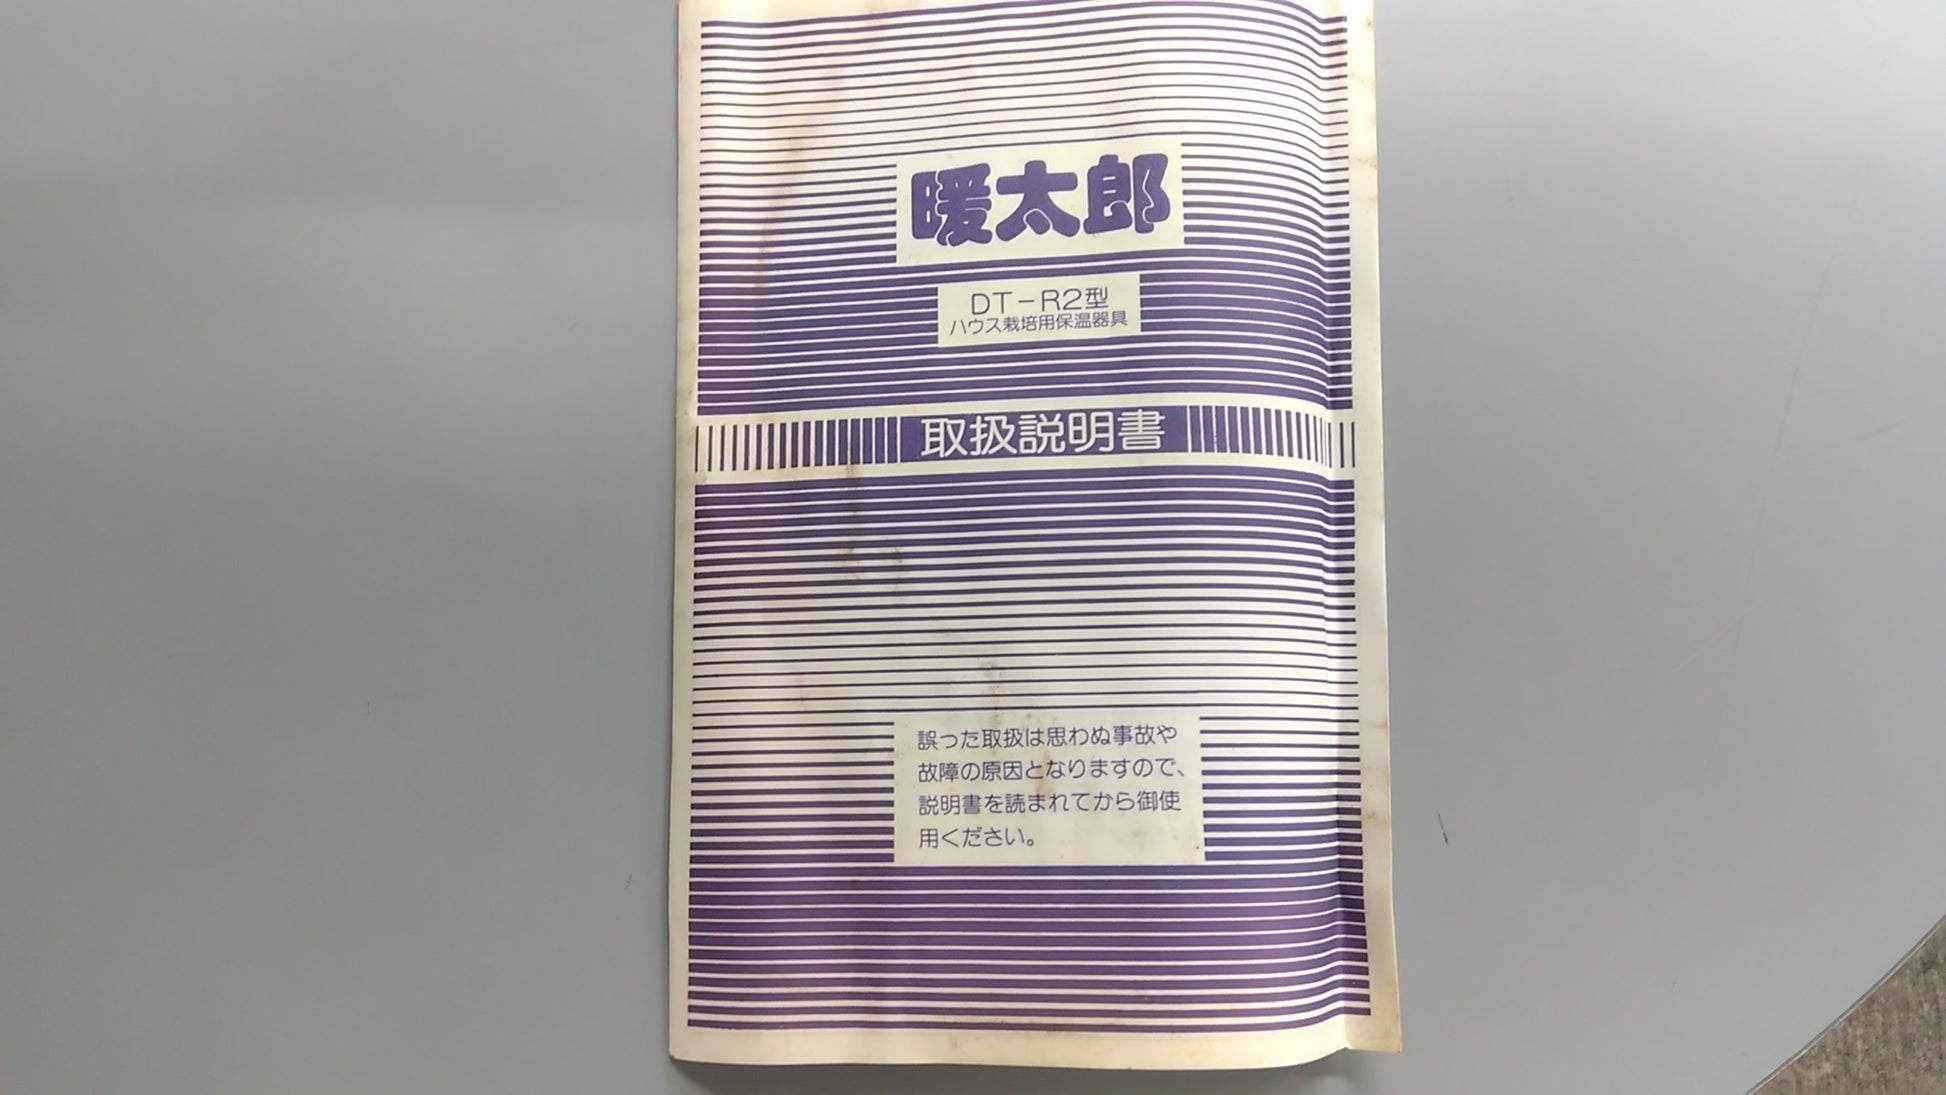 暖太郎
DT-R2型
ハウス栽培用保温器具
取扱説明書
誤った取扱は思わぬ事故や
故障の原因となりますので、
説明書を読まれてから御使
用ください。